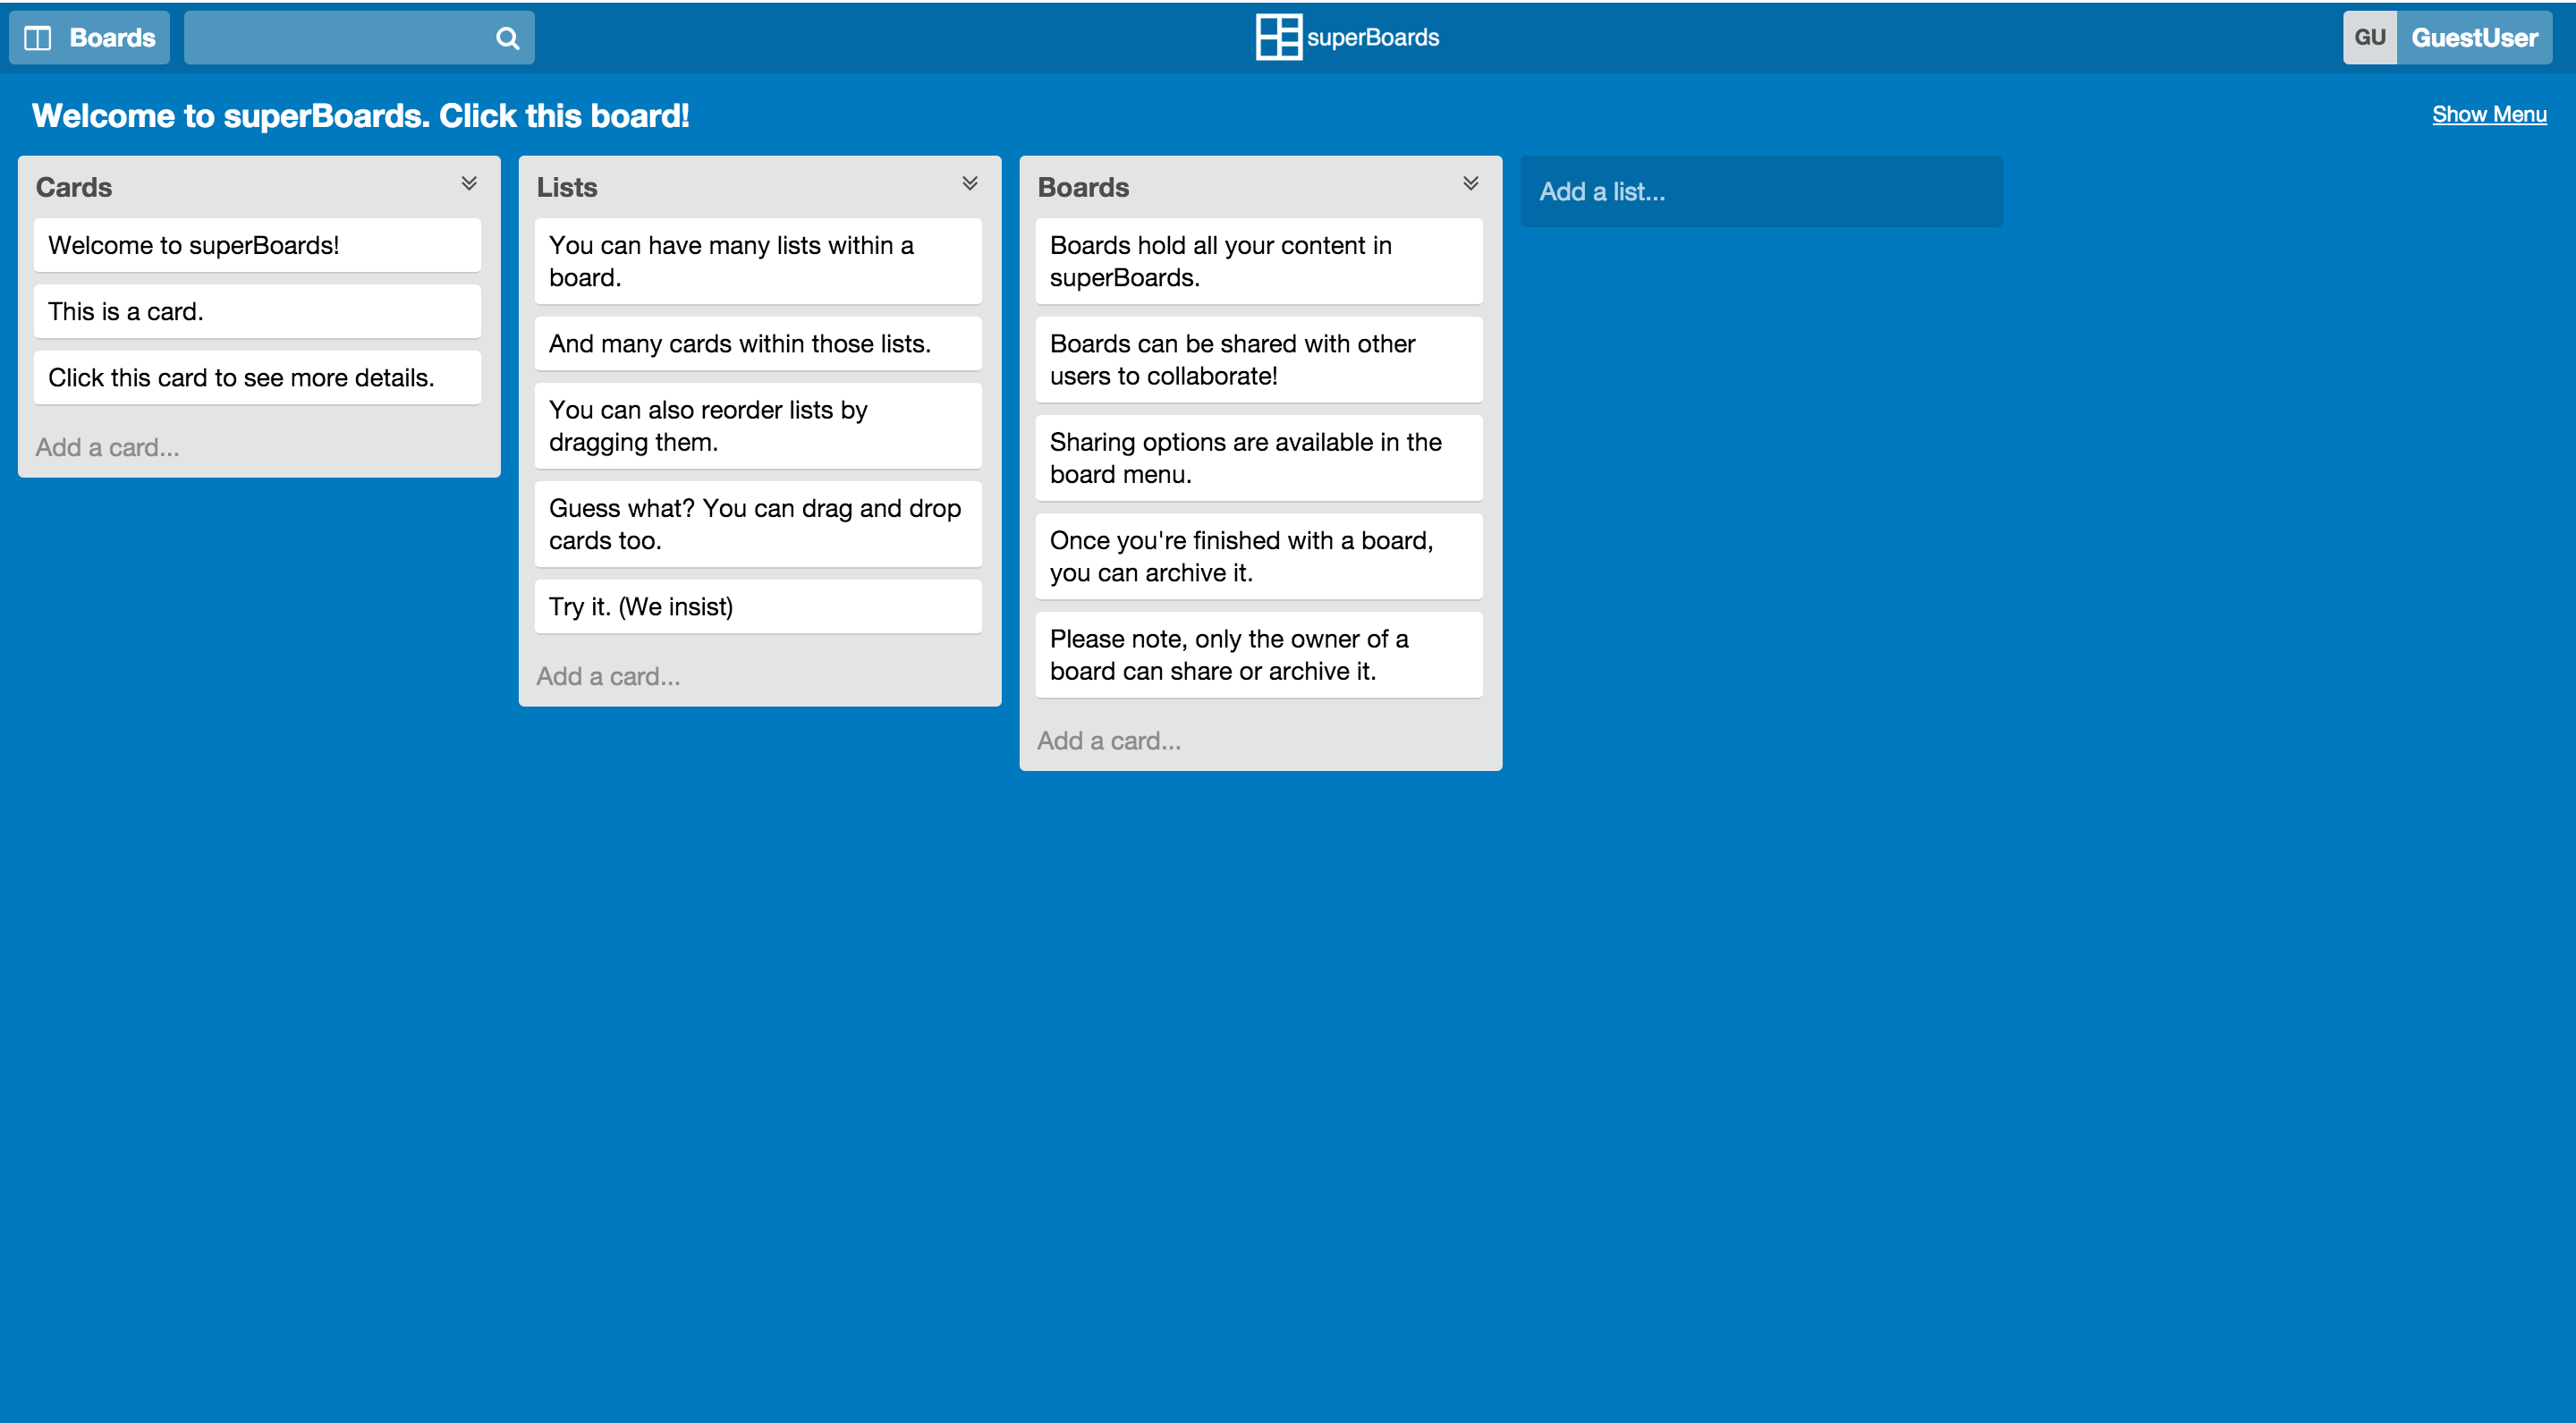 Boards
superBoards
GU GuestUser
Welcome to superBoards. Click this board!
Show Menu
Cards
Welcome to superBoards!
This is a card.
Click this card to see more details.
Add a card...
Lists
You can have many lists within a
board.
And many cards within those lists.
You can also reorder lists by
dragging them.
Guess what? You can drag and drop
cards too.
Try it. (We insist)
Add a card...
Boards
Boards hold all your content in
superBoards.
Boards can be shared with other
users to collaborate!
Sharing options are available in the
board menu.
Once you're finished with a board,
you can archive it.
Please note, only the owner of a
board can share or archive it.
Add a card...
Add a list...